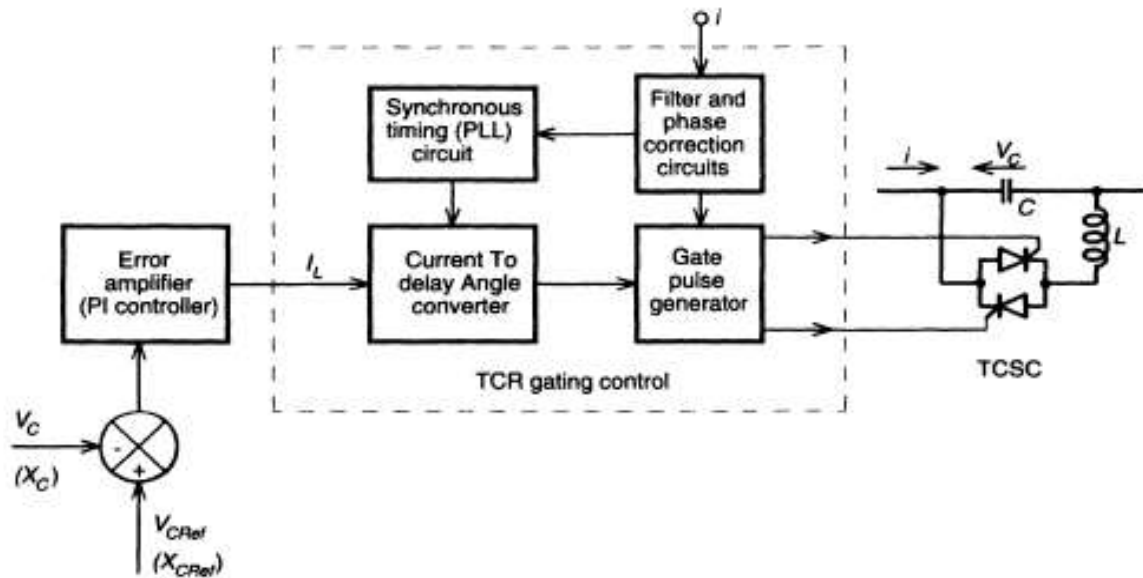 i
Synchronous
timing (PLL)
circuit
Filter and
phase
correction
circuits
i
V_C
C
L
Error
amplifier
(PI controller)
I_L
Current To
delay Angle
converter
Gate
pulse
generator
TCSC
TCR gating control
V_C
-
(X_C)
+
V_CRef
(X_CRef)